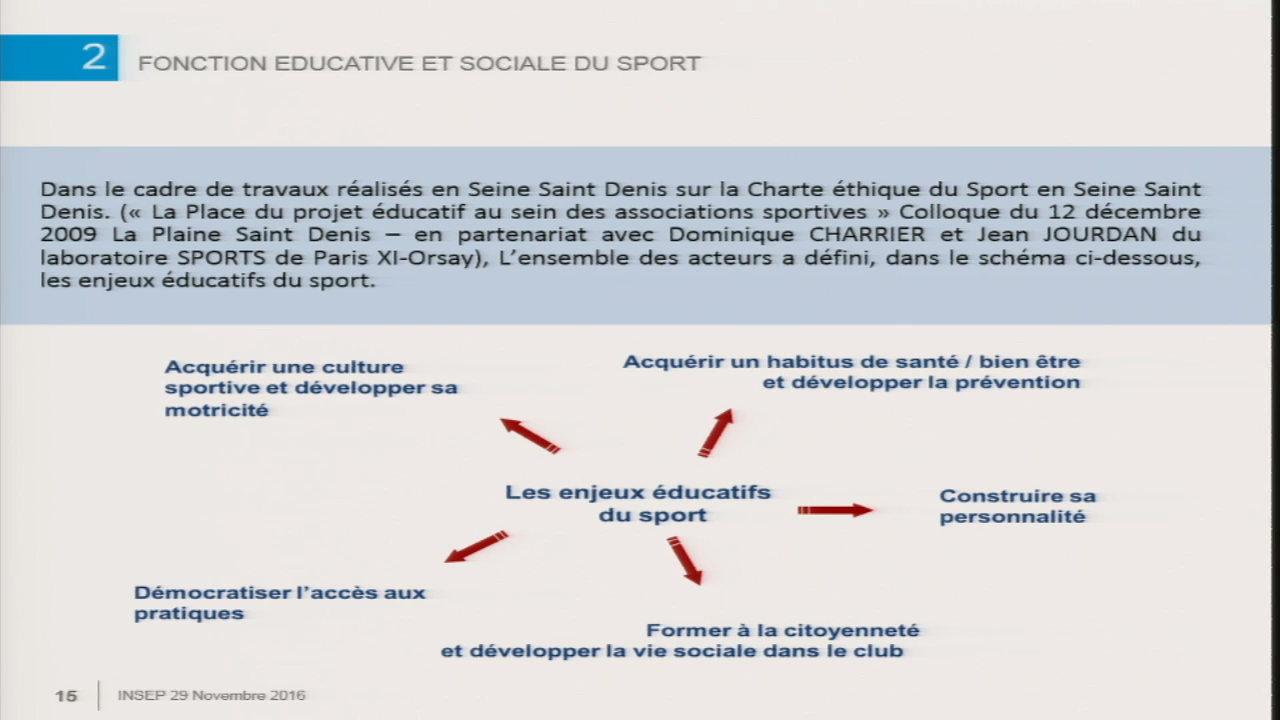 2
FONCTION EDUCATIVE ET SOCIALE DU SPORT
Dans le cadre de travaux réalisés en Seine Saint Denis sur la Charte éthique du Sport en Seine Saint
Denis. (« La Place du projet éducatif au sein des associations sportives » Colloque du 12 décembre
2009 La Plaine Saint Denis – en partenariat avec Dominique CHARRIER et Jean JOURDAN du
laboratoire SPORTS de Paris XI-Orsay), L’ensemble des acteurs a défini, dans le schéma ci-dessous,
les enjeux éducatifs du sport.
Acquérir une culture
sportive et développer sa
motricité
Acquérir un habitus de santé / bien être
et développer la prévention
Les enjeux éducatifs
du sport
Construire sa
personnalité
Démocratiser l’accès aux
pratiques
Former à la citoyenneté
et développer la vie sociale dans le club
15
INSEP 29 Novembre 2016